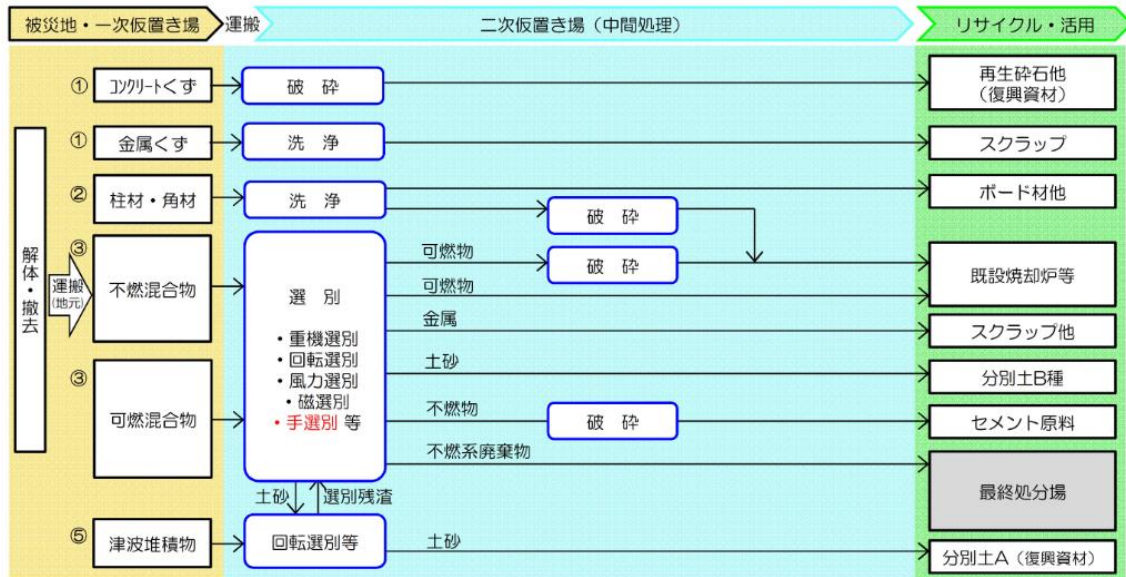 被災地・一次仮置き場
運搬
二次仮置き場（中間処理）
リサイクル・活用
① コンクリートくず
破　砕
再生砕石他
（復興資材）
① 金属くず
洗　浄
スクラップ
② 柱材・角材
洗　浄
ボード材他
破　砕
解体・撤去
運搬
(地元)
③
不燃混合物
選　別
・重機選別
・回転選別
・風力選別
・磁選別
・手選別 等
可燃物
破　砕
可燃物
既設焼却炉等
金属
スクラップ他
土砂
分別土B種
③
可燃混合物
不燃物
破　砕
セメント原料
不燃系廃棄物
最終処分場
土砂
選別残渣
⑤ 津波堆積物
回転選別等
土砂
分別土A（復興資材）